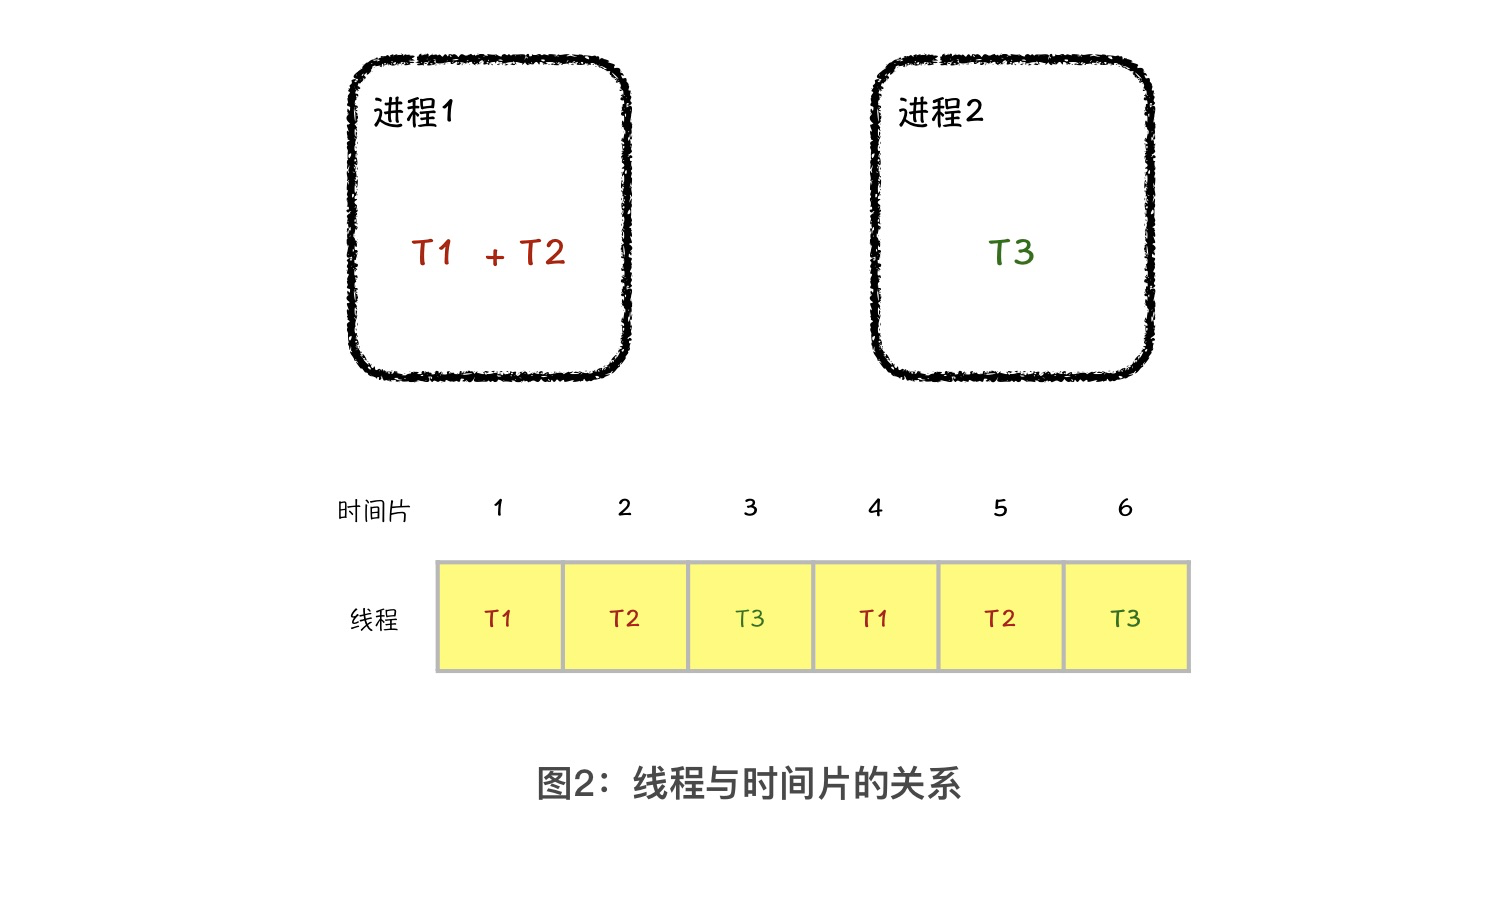 进程1
进程2
T1 + T2
T3
时间片 1 2 3 4 5 6
线程 T1 T2 T3 T1 T2 T3
图2：线程与时间片的关系